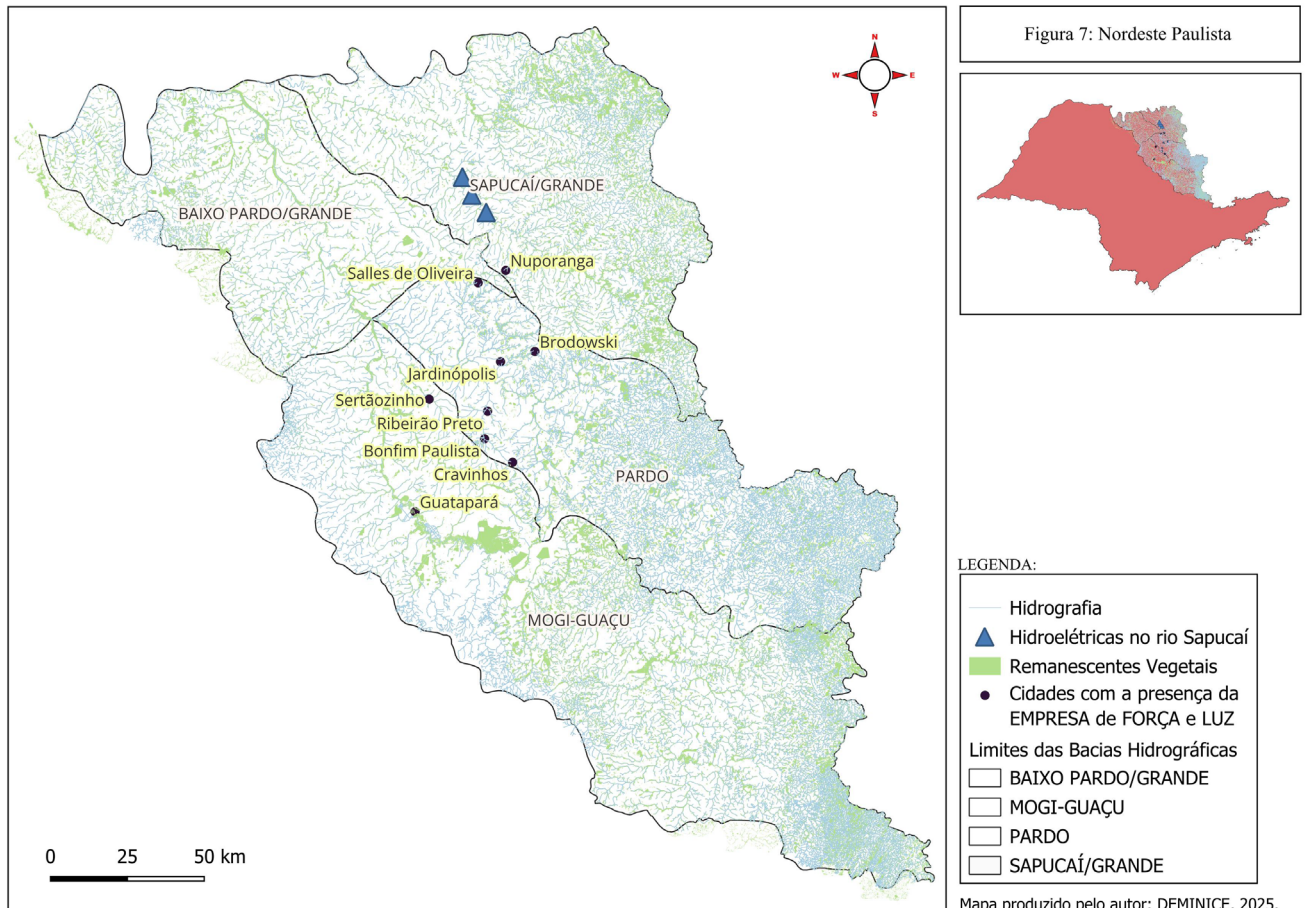 Figura 7: Nordeste Paulista
N
W
E
S
SAPUCAÍ/GRANDE
BAIXO PARDO/GRANDE
Nuporanga
Salles de Oliveira
Brodowski
Jardinópolis
Sertãozinho
Ribeirão Preto
Bonfim Paulista
Cravinhos
PARDO
Guatapará
MOGI-GUAÇU
0 25 50 km
LEGENDA:
Hidrografia
Hidroelétricas no rio Sapucaí
Remanescentes Vegetais
Cidades com a presença da
EMPRESA de FORÇA e LUZ
Limites das Bacias Hidrográficas
BAIXO PARDO/GRANDE
MOGI-GUAÇU
PARDO
SAPUCAÍ/GRANDE
Mapa produzido pelo autor: DEMINICE, 2025.